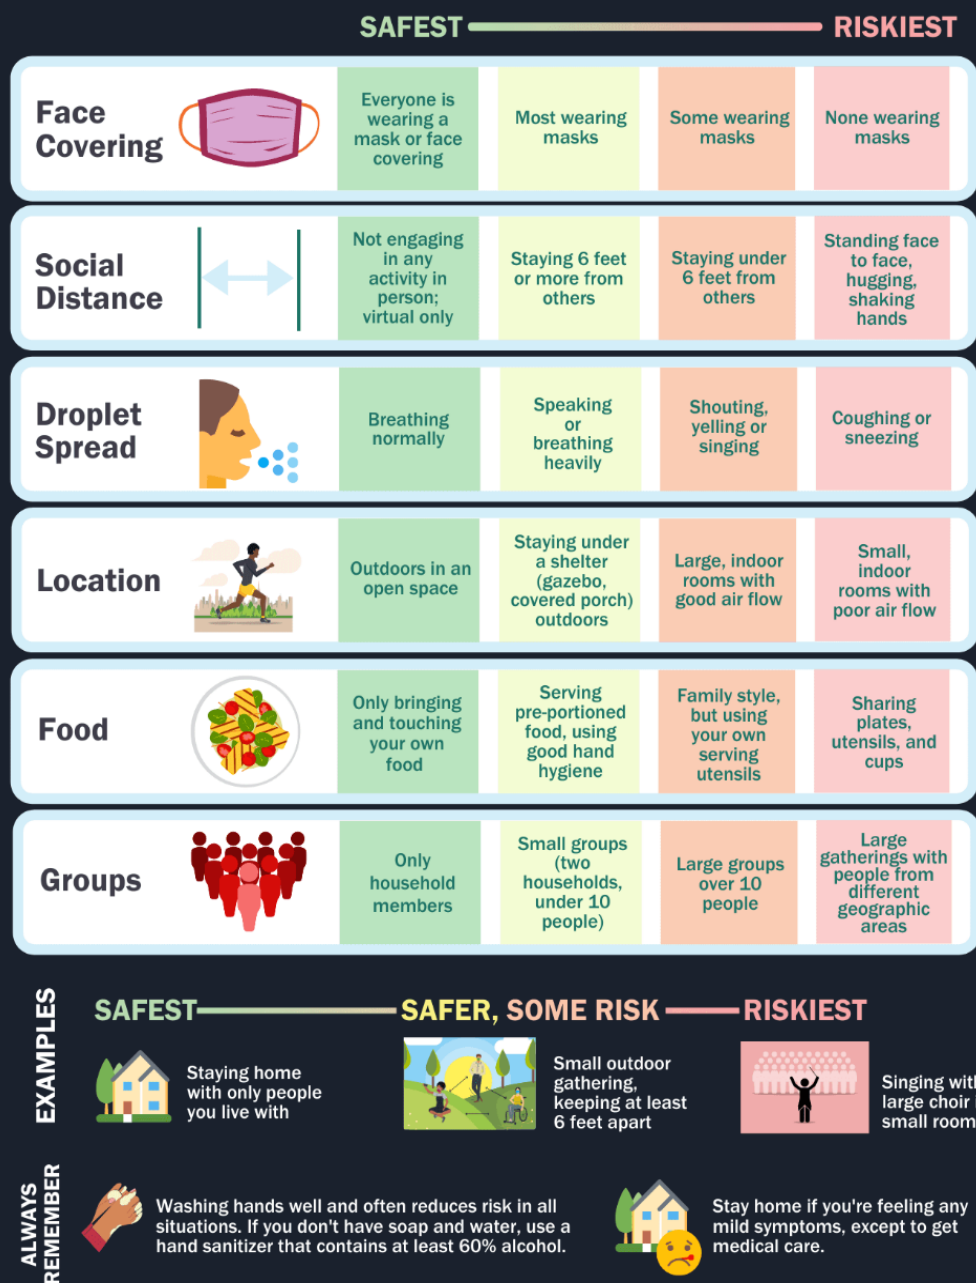 SAFEST RISKIEST
Face
Covering
Everyone is
wearing a
mask or face
covering
Most wearing
masks
Some wearing
masks
None wearing
masks
Social
Distance
Not engaging
in any
activity in
person;
virtual only
Staying 6 feet
or more from
others
Staying under
6 feet from
others
Standing face
to face,
hugging,
shaking
hands
Droplet
Spread
Breathing
normally
Speaking
or
breathing
heavily
Shouting,
yelling or
singing
Coughing or
sneezing
Location
Outdoors in an
open space
Staying under
a shelter
(gazebo,
covered porch)
outdoors
Large, indoor
rooms with
good air flow
Small,
indoor
rooms with
poor air flow
Food
Only bringing
and touching
your own
food
Serving
pre-portioned
food, using
good hand
hygiene
Family style,
but using
your own
serving
utensils
Sharing
plates,
utensils, and
cups
Groups
Only
household
members
Small groups
(two
households,
under 10
people)
Large groups
over 10
people
Large
gatherings with
people from
different
geographic
areas
EXAMPLES
SAFEST SAFER, SOME RISK RISKIEST
Staying home
with only people
you live with
Small outdoor
gathering,
keeping at least
6 feet apart
Singing
large choir
small room
ALWAYS
REMEMBER
Washing hands well and often reduces risk in all
situations. If you don't have soap and water, use a
hand sanitizer that contains at least 60% alcohol.
Stay home if you're feeling any
mild symptoms, except to get
medical care.